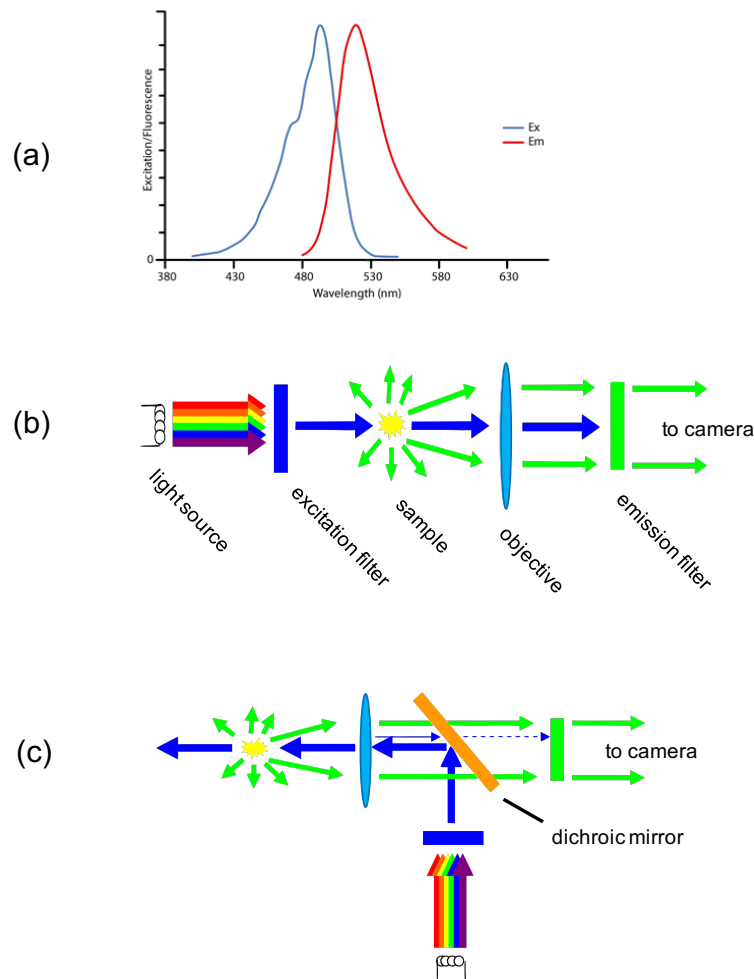 (a)
Excitation/Fluorescence
0
380
430
480
530
580
630
Wavelength (nm)
Ex
Em
(b)
light source
excitation filter
sample
objective
emission filter
to camera
(c)
to camera
dichroic mirror